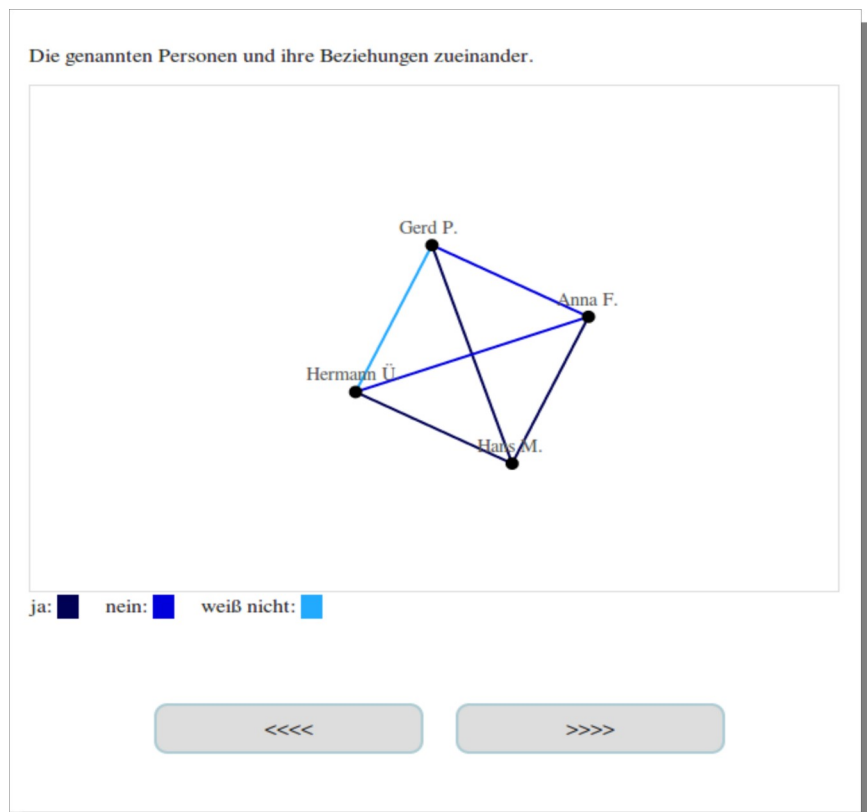 Die genannten Personen und ihre Beziehungen zueinander.
Gerd P.
Anna F.
Hermann Ü.
Hans M.
ja: nein: weiß nicht:
<<<< >>>>